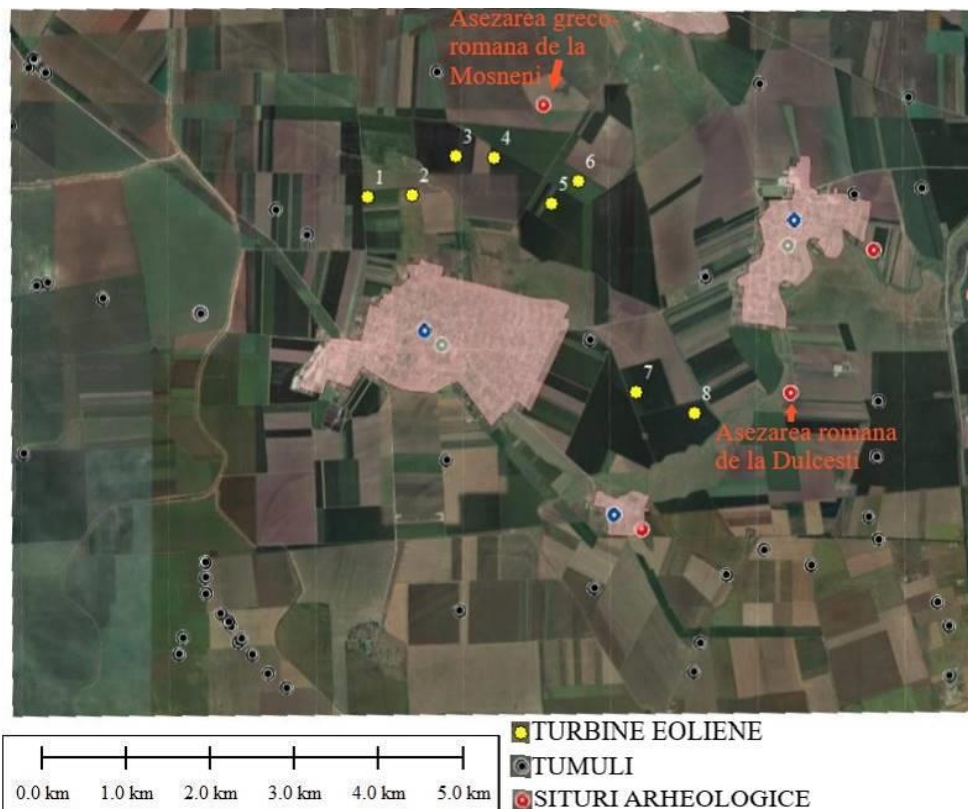 Asezarea greco-
romana de la
Mosneni
3
4
6
1
2
5
7
8
Asezarea romana
de la Dulcesti
TURBINE EOLIENE
TUMULI
SITURI ARHEOLOGICE
0.0 km 1.0 km 2.0 km 3.0 km 4.0 km 5.0 km